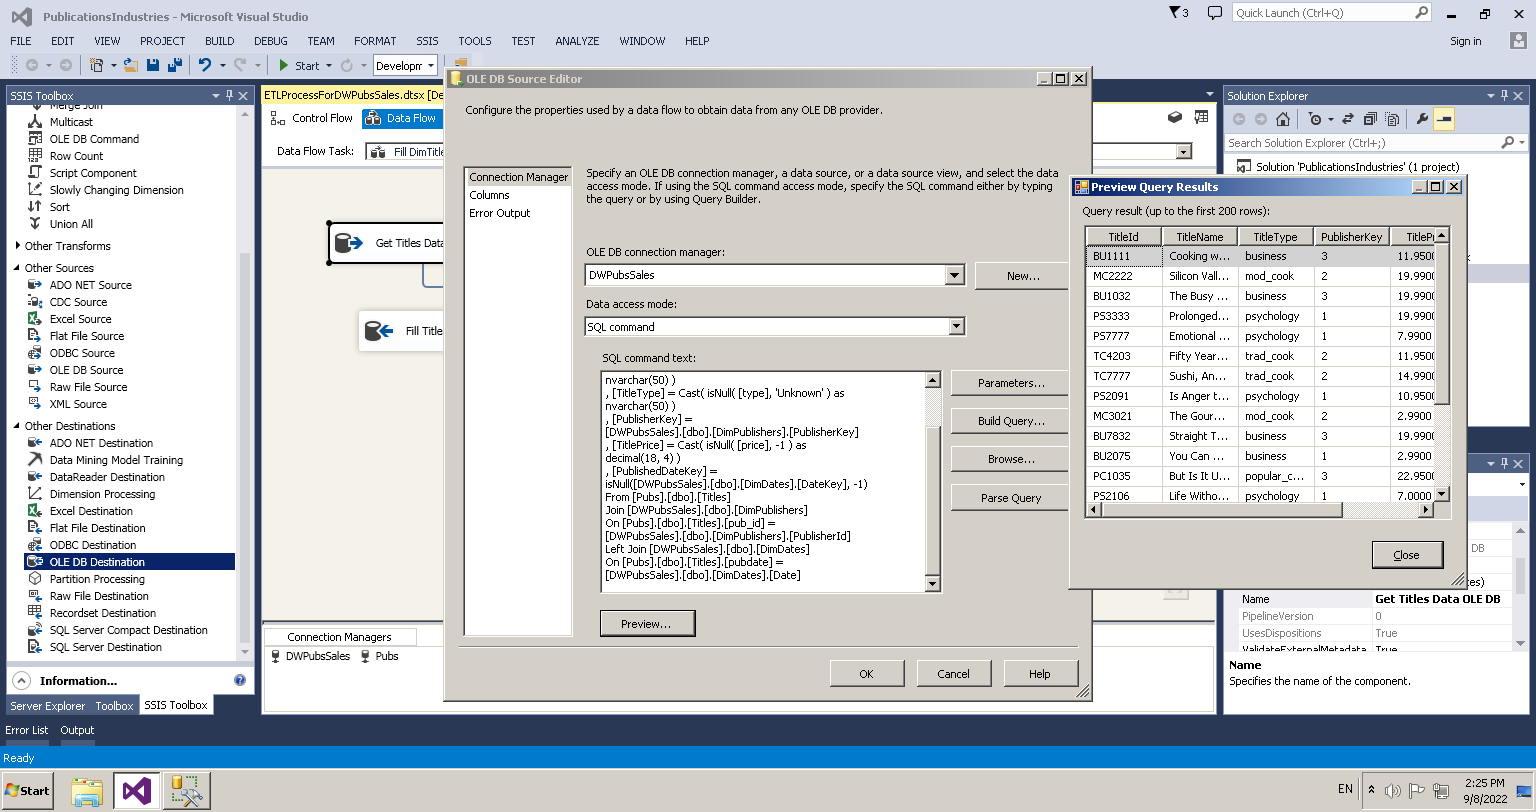 PublicationsIndustries - Microsoft Visual Studio
3
Quick Launch (Ctrl+Q)
FILE EDIT VIEW PROJECT BUILD DEBUG TEAM FORMAT SSIS TOOLS TEST ANALYZE WINDOW HELP
Sign in
Start
Developm
SSIS Toolbox
Merge Join
Multicast
OLE DB Command
Row Count
Script Component
Slowly Changing Dimension
Sort
Union All
Other Transforms
Other Sources
ADO NET Source
CDC Source
Excel Source
Flat File Source
ODBC Source
OLE DB Source
Raw File Source
XML Source
Other Destinations
ADO NET Destination
Data Mining Model Training
DataReader Destination
Dimension Processing
Excel Destination
Flat File Destination
ODBC Destination
OLE DB Destination
Partition Processing
Raw File Destination
Recordset Destination
SQL Server Compact Destination
SQL Server Destination
Information...
Server Explorer Toolbox SSIS Toolbox
Error List Output
Ready
ETLProcessForDWPubsSales.dtsx [De
Control Flow
Data Flow
Data Flow Task:
Fill DimTitle
Get Titles Data
Fill Title
Connection Managers
DWPubsSales
Pubs
OLE DB Source Editor
Configure the properties used by a data flow to obtain data from any OLE DB provider.
Connection Manager
Columns
Error Output
Specify an OLE DB connection manager, a data source, or a data source view, and select the data
access mode. If using the SQL command access mode, specify the SQL command either by typing
the query or by using Query Builder.
OLE DB connection manager:
DWPubsSales
New...
Data access mode:
SQL command
SQL command text:
nvarchar(50) )
, [TitleType] = Cast( isNull( [type], 'Unknown' ) as
nvarchar(50) )
, [PublisherKey] =
[DWPubsSales].[dbo].[DimPublishers].[PublisherKey]
, [TitlePrice] = Cast( isNull( [price], -1 ) as
decimal(18, 4) )
, [PublishedDateKey] =
isNull([DWPubsSales].[dbo].[DimDates].[DateKey], -1)
From [Pubs].[dbo].[Titles]
Join [DWPubsSales].[dbo].[DimPublishers]
On [Pubs].[dbo].[Titles].[pub_id] =
[DWPubsSales].[dbo].[DimPublishers].[PublisherId]
Left Join [DWPubsSales].[dbo].[DimDates]
On [Pubs].[dbo].[Titles].[pubdate] =
[DWPubsSales].[dbo].[DimDates].[Date]
Parameters...
Build Query...
Browse...
Parse Query
Preview...
OK
Cancel
Help
Solution Explorer
Search Solution Explorer (Ctrl+;)
Solution 'PublicationsIndustries' (1 project)
Preview Query Results
Query result (up to the first 200 rows):
TitleId TitleName TitleType PublisherKey TitleP
BU1111 Cooking w... business 3 11.9500
MC2222 Silicon Vall... mod_cook 2 19.9900
BU1032 The Busy ... business 3 19.9900
PS3333 Prolonged... psychology 1 19.9900
PS7777 Emotional ... psychology 1 7.9900
TC4203 Fifty Year... trad_cook 2 11.9500
TC7777 Sushi, An... trad_cook 2 14.9900
PS2091 Is Anger t... psychology 1 10.9500
MC3021 The Gour... mod_cook 2 2.9900
BU7832 Straight T... business 3 19.9900
BU2075 You Can ... business 1 2.9900
PC1035 But Is It U... popular_c... 3 22.9500
PS2106 Life Witho... psychology 1 7.0000
Close
DB
es)
Name Get Titles Data OLE DB
PipelineVersion 0
UsesDispositions True
ValidateExternalMetadata True
Name
Specifies the name of the component.
Start
EN
2:25 PM
9/8/2022